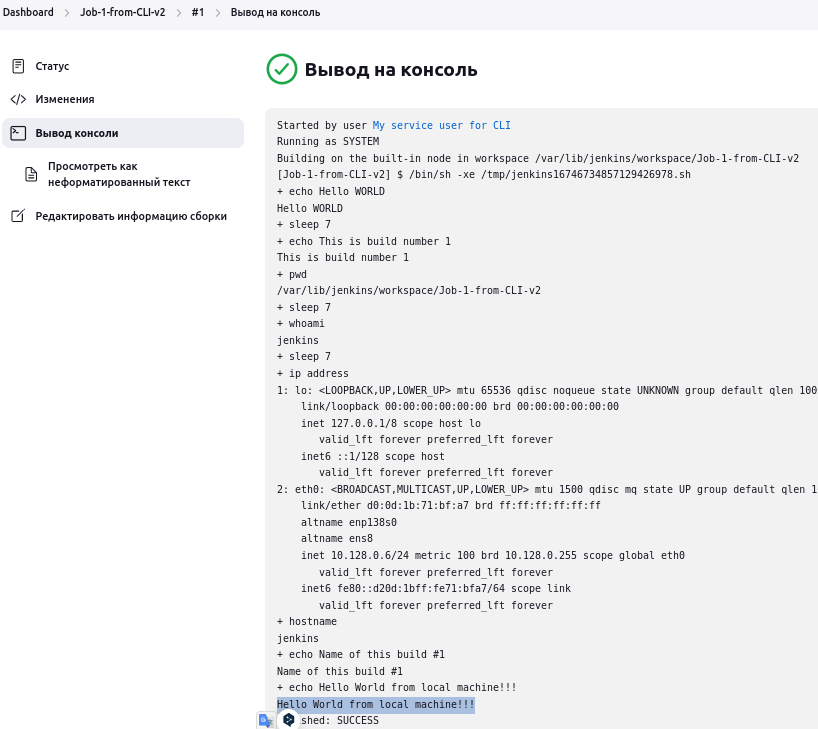 Dashboard > Job-1-from-CLI-v2 > #1 > Вывод на консоль
Статус
Изменения
Вывод консоли
Просмотреть как
неформатированный текст
Редактировать информацию сборки
Вывод на консоль
Started by user My service user for CLI
Running as SYSTEM
Building on the built-in node in workspace /var/lib/jenkins/workspace/Job-1-from-CLI-v2
[Job-1-from-CLI-v2] $ /bin/sh -xe /tmp/jenkins16746734857129426978.sh
+ echo Hello WORLD
Hello WORLD
+ sleep 7
+ echo This is build number 1
This is build number 1
+ pwd
/var/lib/jenkins/workspace/Job-1-from-CLI-v2
+ sleep 7
+ whoami
jenkins
+ sleep 7
+ ip address
1: lo: <LOOPBACK,UP,LOWER_UP> mtu 65536 qdisc noqueue state UNKNOWN group default qlen 100
link/loopback 00:00:00:00:00:00 brd 00:00:00:00:00:00
inet 127.0.0.1/8 scope host lo
valid_lft forever preferred_lft forever
inet6 ::1/128 scope host
valid_lft forever preferred_lft forever
2: eth0: <BROADCAST,MULTICAST,UP,LOWER_UP> mtu 1500 qdisc mq state UP group default qlen 1
link/ether d0:0d:1b:71:bf:a7 brd ff:ff:ff:ff:ff:ff
altname enp138s0
altname ens8
inet 10.128.0.6/24 metric 100 brd 10.128.0.255 scope global eth0
valid_lft forever preferred_lft forever
inet6 fe80::d20d:1bff:fe71:bfa7/64 scope link
valid_lft forever preferred_lft forever
+ hostname
jenkins
+ echo Name of this build #1
Name of this build #1
+ echo Hello World from local machine!!!
Hello World from local machine!!!
shed: SUCCESS